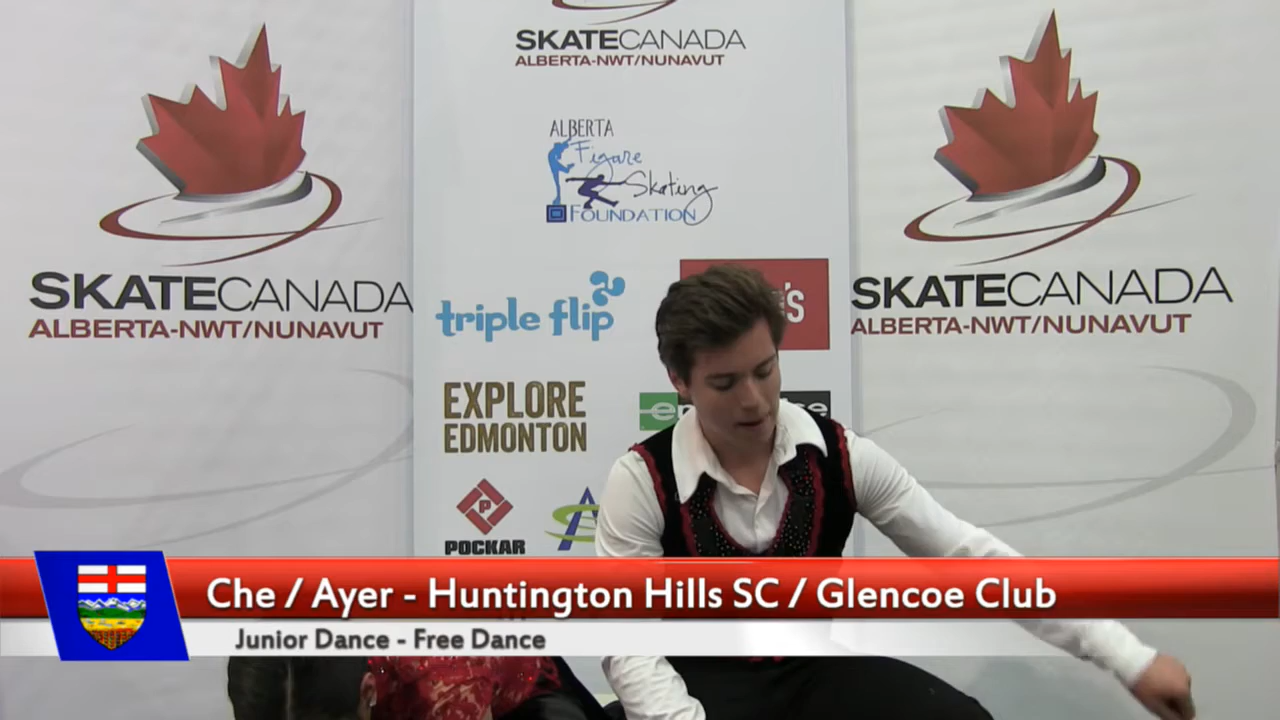 SKATECANADA
ALBERTA-NWT/NUNAVUT
ALBERTA
Figure
Skating
FOUNDATION
SKATECANADA
ALBERTA-NWT/NUNAVUT
SKATECANADA
ALBERTA-NWT/NUNAVUT
triple flip
's
EXPLORE
EDMONTON
P
POCKAR
Che / Ayer - Huntington Hills SC / Glencoe Club
Junior Dance - Free Dance